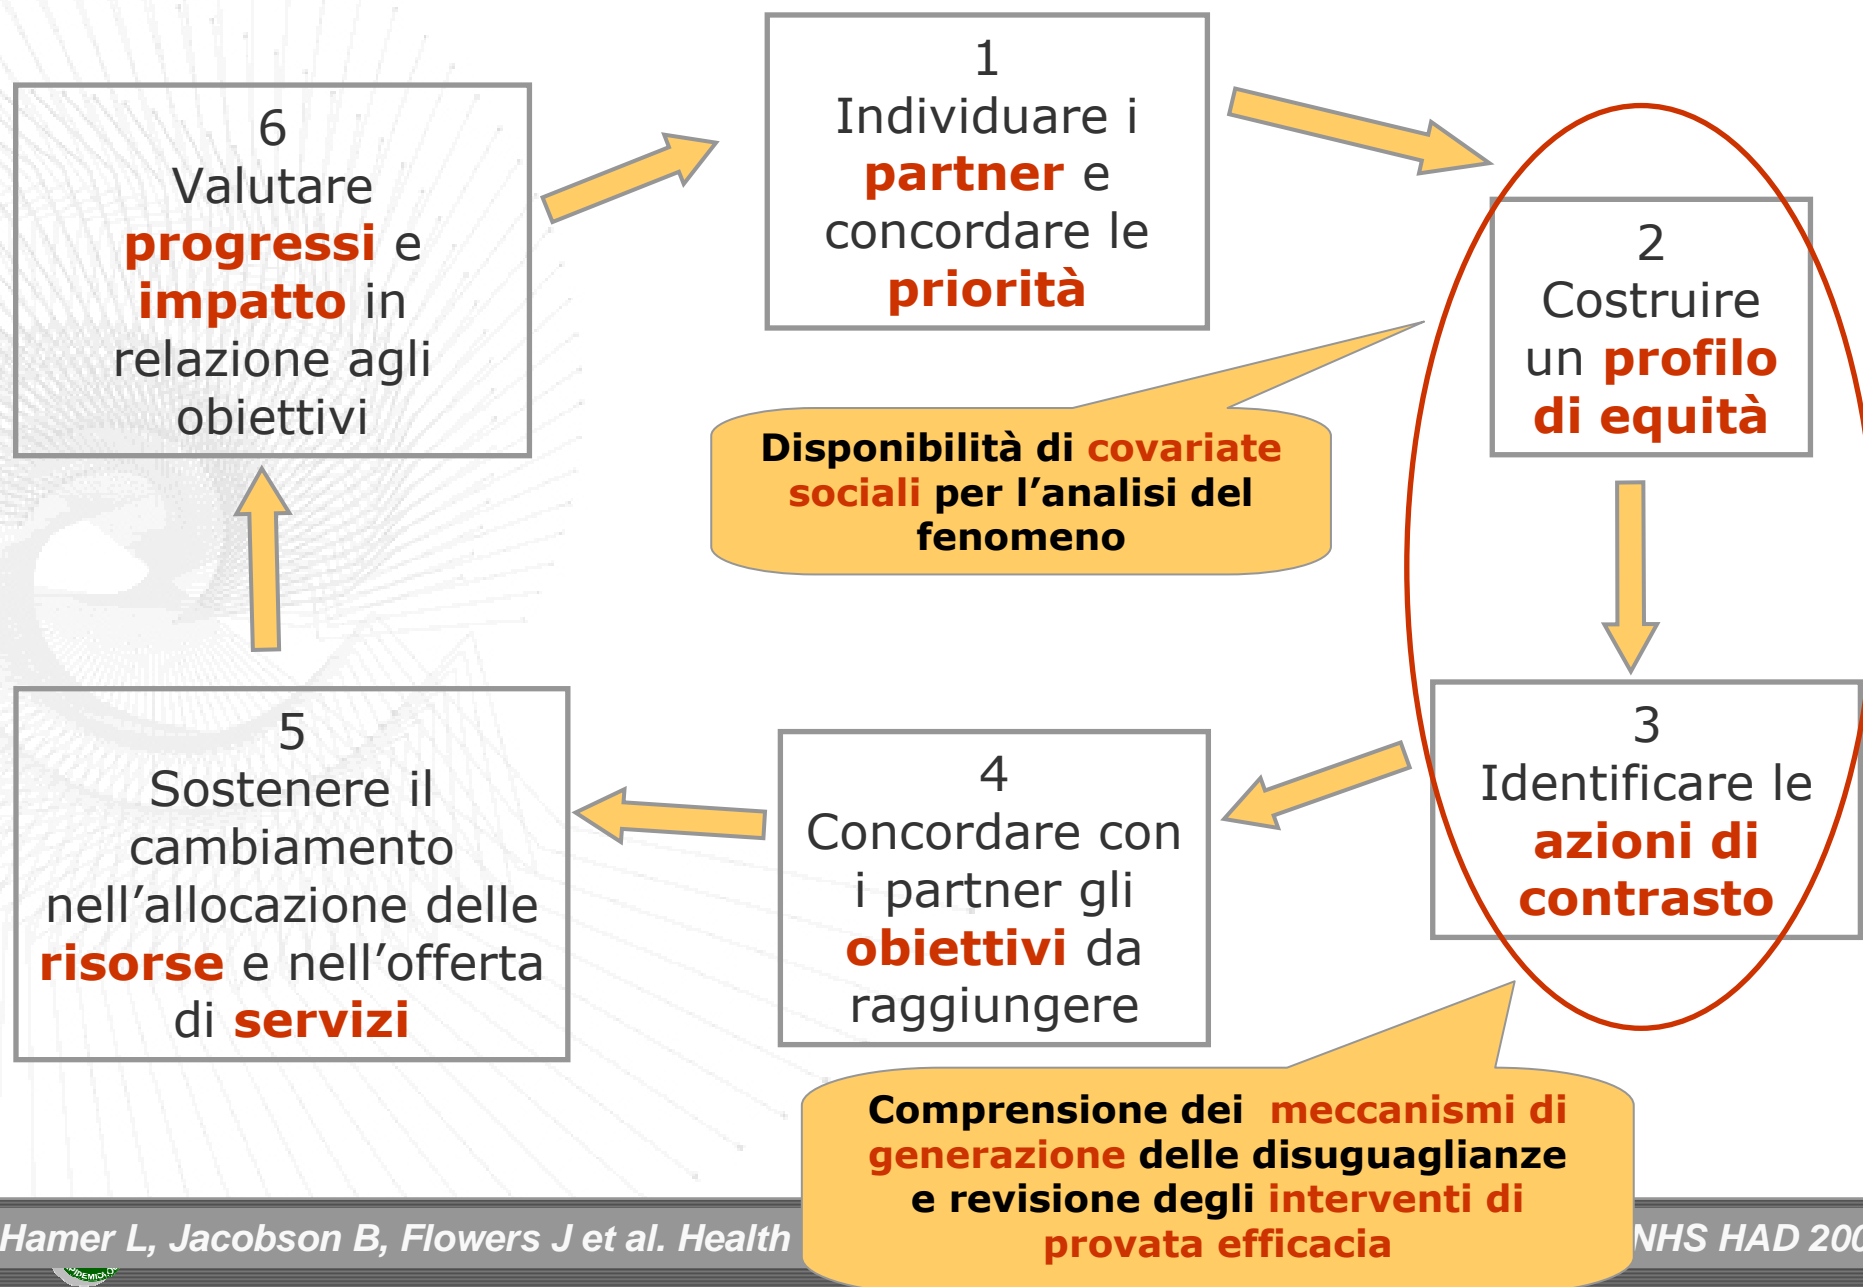 1
Individuare i
partner e
concordare le
priorità
2
Costruire
un profilo
di equità
3
Identificare le
azioni di
contrasto
4
Concordare con
i partner gli
obiettivi da
raggiungere
5
Sostenere il
cambiamento
nell’allocazione delle
risorse e nell’offerta
di servizi
6
Valutare
progressi e
impatto in
relazione agli
obiettivi
Disponibilità di covariate
sociali per l’analisi del
fenomeno
Comprensione dei meccanismi di
generazione delle disuguaglianze
e revisione degli interventi di
provata efficacia
Hamer L, Jacobson B, Flowers J et al. Health
NHS HAD 200